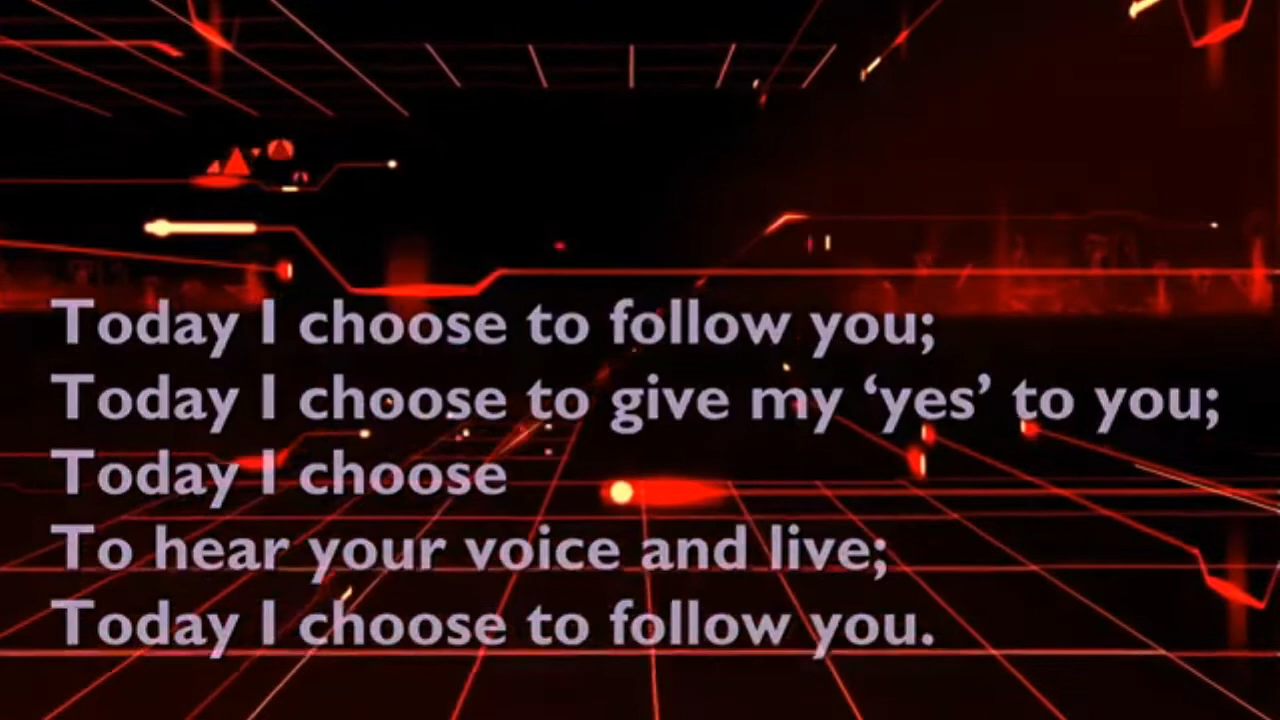 Today I choose to follow you;
Today I choose to give my ‘yes’ to you;
Today I choose
To hear your voice and live;
Today I choose to follow you.